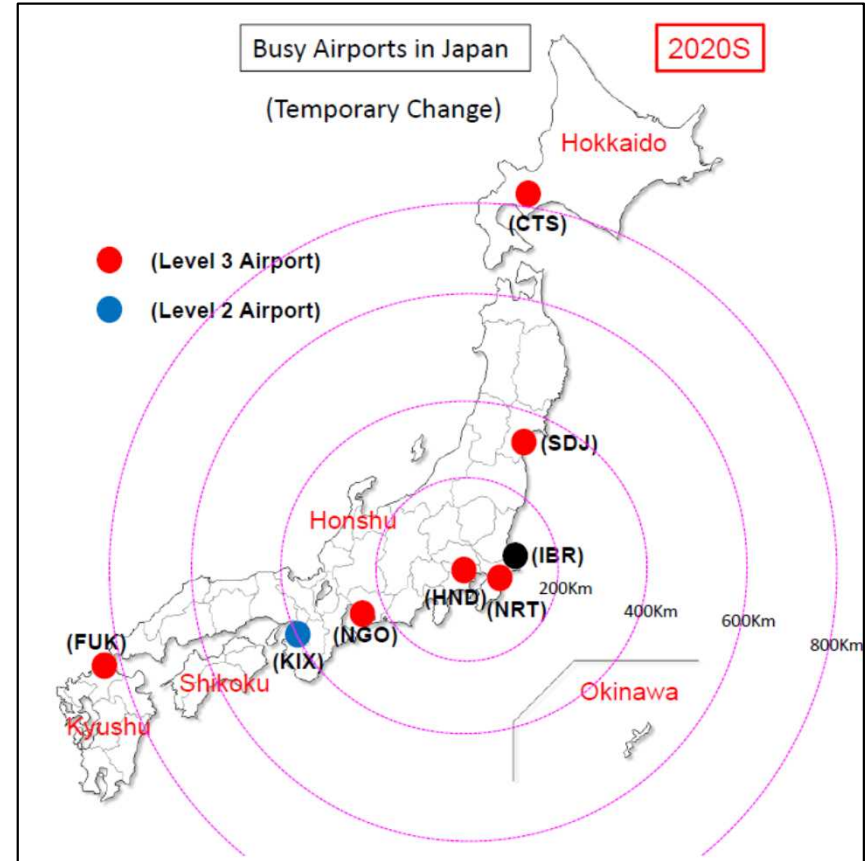 Busy Airports in Japan
2020S
(Temporary Change)
Hokkaido
(CTS)
(Level 3 Airport)
(Level 2 Airport)
(SDJ)
Honshu
(IBR)
(HND)
(NRT)
200Km
400Km
600Km
800Km
(NGO)
(KIX)
(FUK)
Shikoku
Kyushu
Okinawa